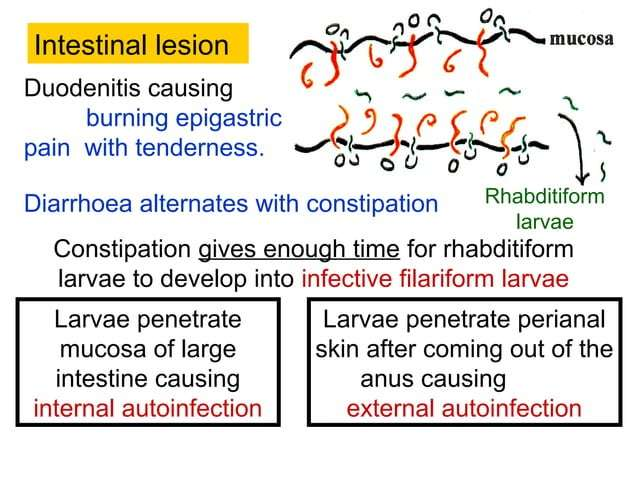 Intestinal lesion
mucosa
Duodenitis causing
burning epigastric
pain with tenderness.
Diarrhoea alternates with constipation
Rhabditiform
larvae
Constipation gives enough time for rhabditiform
larvae to develop into infective filariform larvae
Larvae penetrate
mucosa of large
intestine causing
internal autoinfection
Larvae penetrate perianal
skin after coming out of the
anus causing
external autoinfection